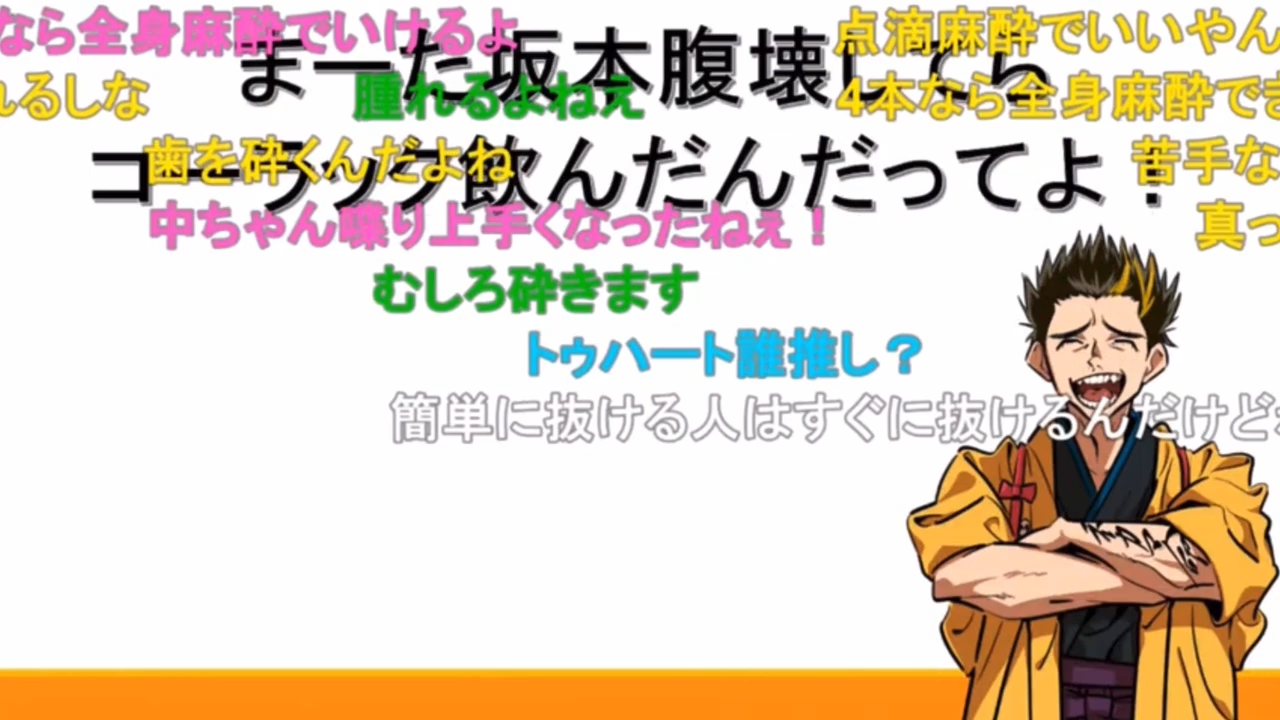 なら全身麻酔でいけるよ
点滴麻酔でいいやん
まーた坂本腹壊してら
れるしな
腫れるよねえ
4本なら全身麻酔でき
歯を砕くんだよね
苦手な
コーラック飲んだんだってよ！
中ちゃん喋り上手くなったねぇ！
真っ
むしろ砕きます
トゥハート誰推し？
簡単に抜ける人はすぐに抜けるんだけど